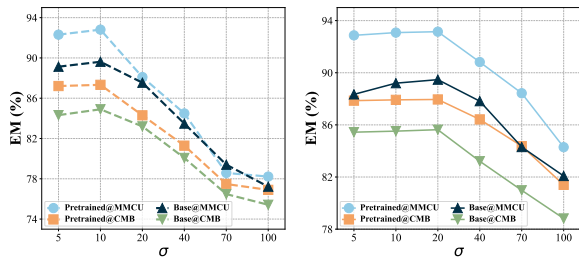 94
90
86
82
78
74
EM (%)
Pretrained@MMCU
Base@MMCU
Pretrained@CMB
Base@CMB
5 10 20 40 70 100
σ
94
90
86
82
78
EM (%)
Pretrained@MMCU
Base@MMCU
Pretrained@CMB
Base@CMB
5 10 20 40 70 100
σ